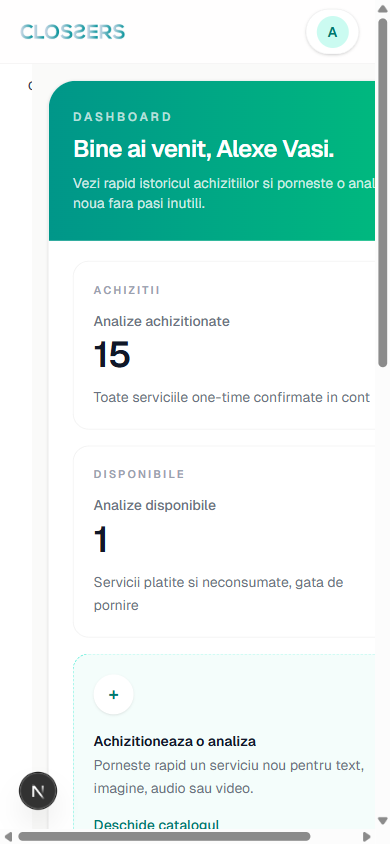 CLOSSERS
A
DASHBOARD
Bine ai venit, Alexe Vasi.
Vezi rapid istoricul achizitiilor si porneste o
noua fara pasi inutili.
ACHIZITII
Analize achizitionate
15
Toate serviciile one-time confirmate in cont
DISPONIBILE
Analize disponibile
1
Servicii platite si neconsumate, gata de
pornire
+
Achizitioneaza o analiza
Porneste rapid un serviciu nou pentru text,
imagine, audio sau video.
N
Deschide catalogul